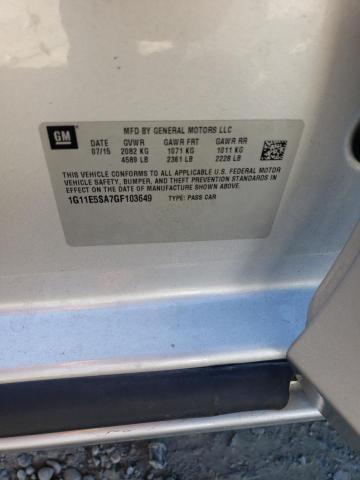 GM
MFD BY GENERAL MOTORS LLC
DATE GVWR GAWR FRT GAWR RR
07/15 2082 KG 1071 KG 1011 KG
4589 LB 2361 LB 2228 LB
THIS VEHICLE CONFORMS TO ALL APPLICABLE U.S. FEDERAL MOTOR
VEHICLE SAFETY, BUMPER, AND THEFT PREVENTION STANDARDS IN
EFFECT ON THE DATE OF MANUFACTURE SHOWN ABOVE.
1G11E5SA7GF103649 TYPE: PASS CAR